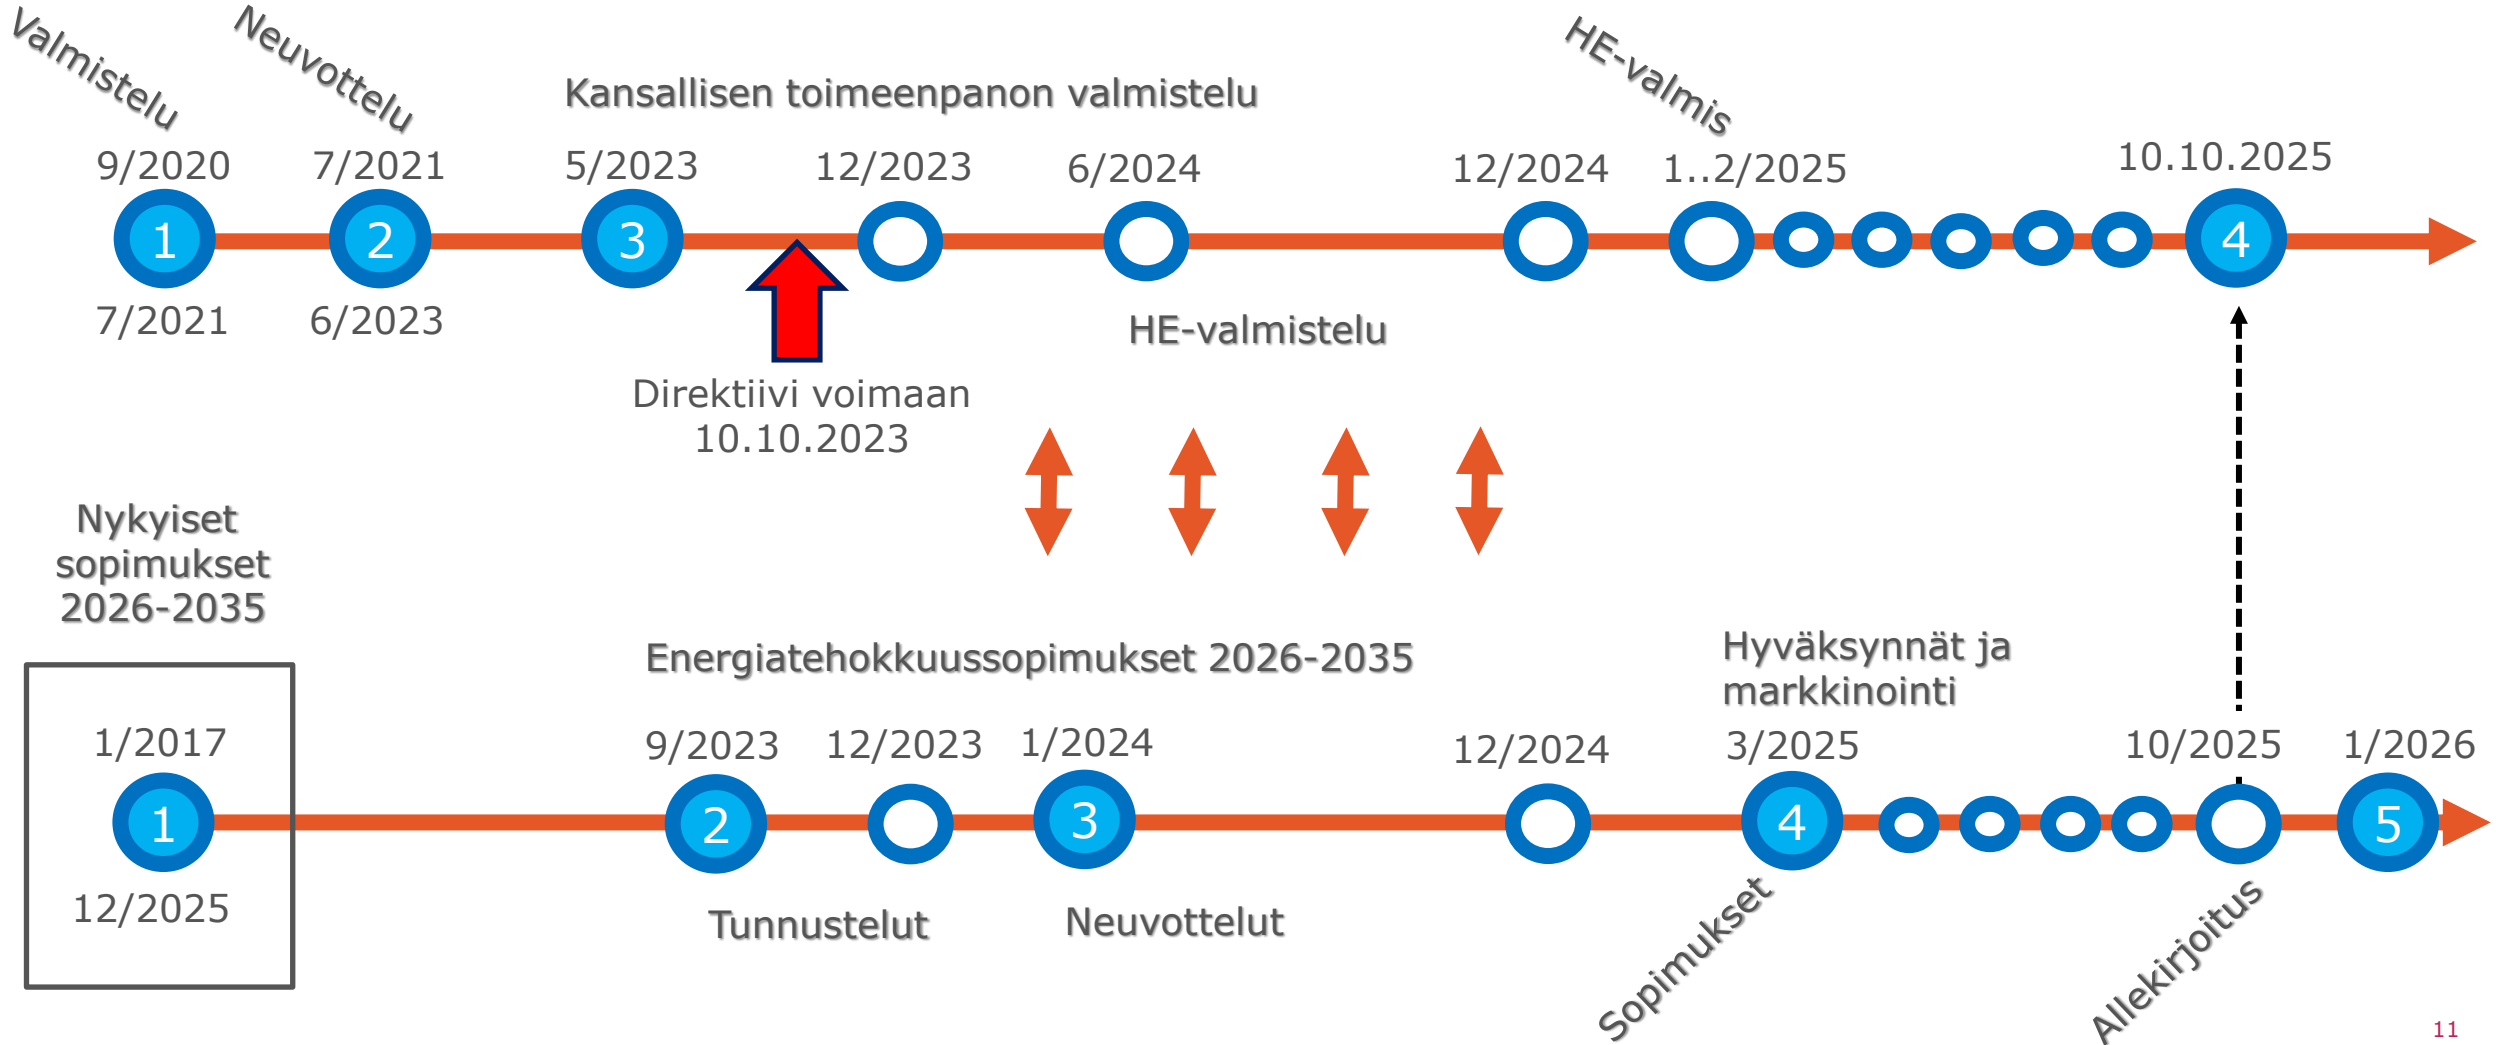 Valmistelu
Neuvottelu
Kansallisen toimeenpanon valmistelu
HE-valmis
9/2020
7/2021
5/2023
12/2023
6/2024
12/2024
1..2/2025
10.10.2025
1
2
3
4
7/2021
6/2023
HE-valmistelu
Direktiivi voimaan
10.10.2023
Nykyiset
sopimukset
2026-2035
Energiatehokkuussopimukset 2026-2035
Hyväksynnät ja
markkinointi
1/2017
9/2023
12/2023
1/2024
12/2024
3/2025
10/2025
1/2026
1
2
3
4
5
12/2025
Tunnustelut
Neuvottelut
Sopimukset
Allekirjoitus
11